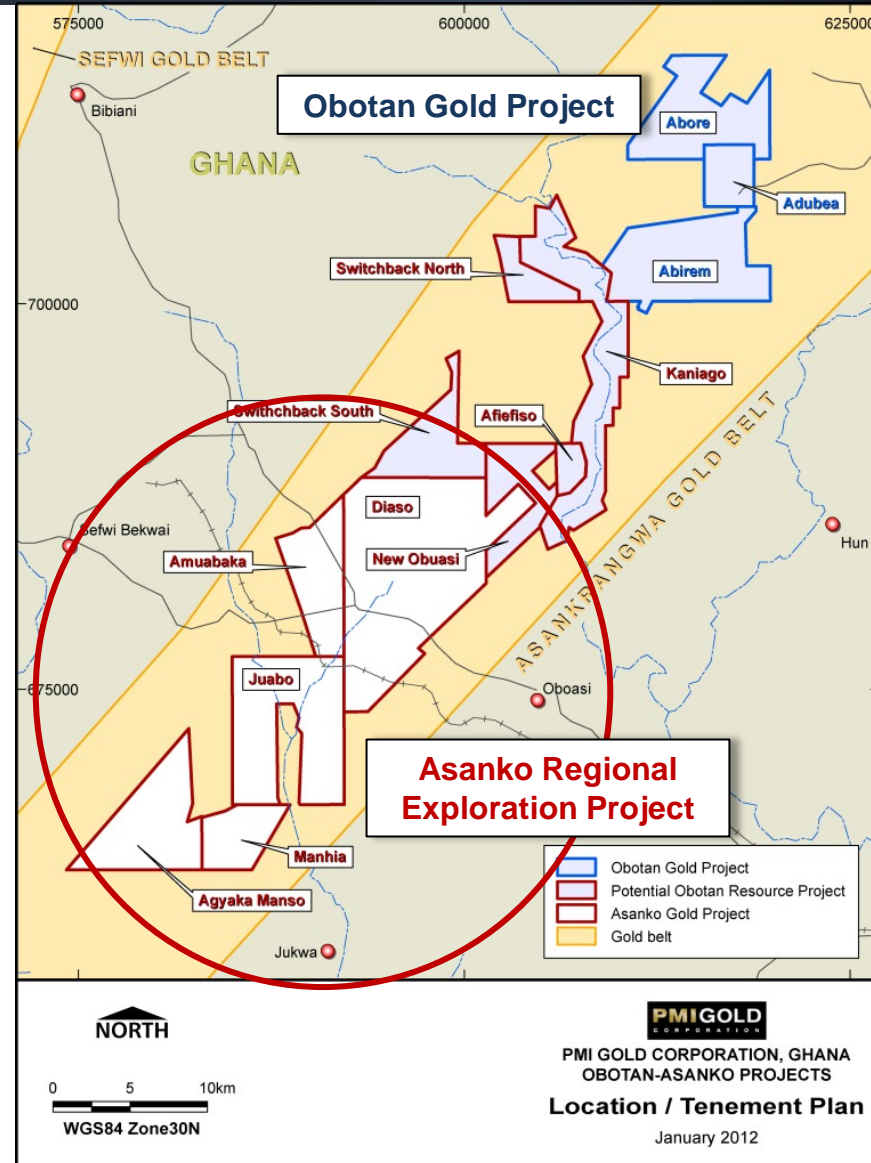 575000
600000
625000
SEFWI GOLD BELT
Bibiani
Obotan Gold Project
Abore
GHANA
Adubea
Switchback North
Abirem
700000
Kaniago
Swithchback South
Afiefiso
ASANKRANGWA GOLD BELT
Diaso
Sefwi Bekwai
Hun
Amuabaka
New Obuasi
Juabo
675000
Oboasi
Asanko Regional
Exploration Project
Manhia
Agyaka Manso
Jukwa
Obotan Gold Project
Potential Obotan Resource Project
Asanko Gold Project
Gold belt
NORTH
0 5 10km
WGS84 Zone30N
PMIGOLD
CORPORATION
PMI GOLD CORPORATION, GHANA
OBOTAN-ASANKO PROJECTS
Location / Tenement Plan
January 2012